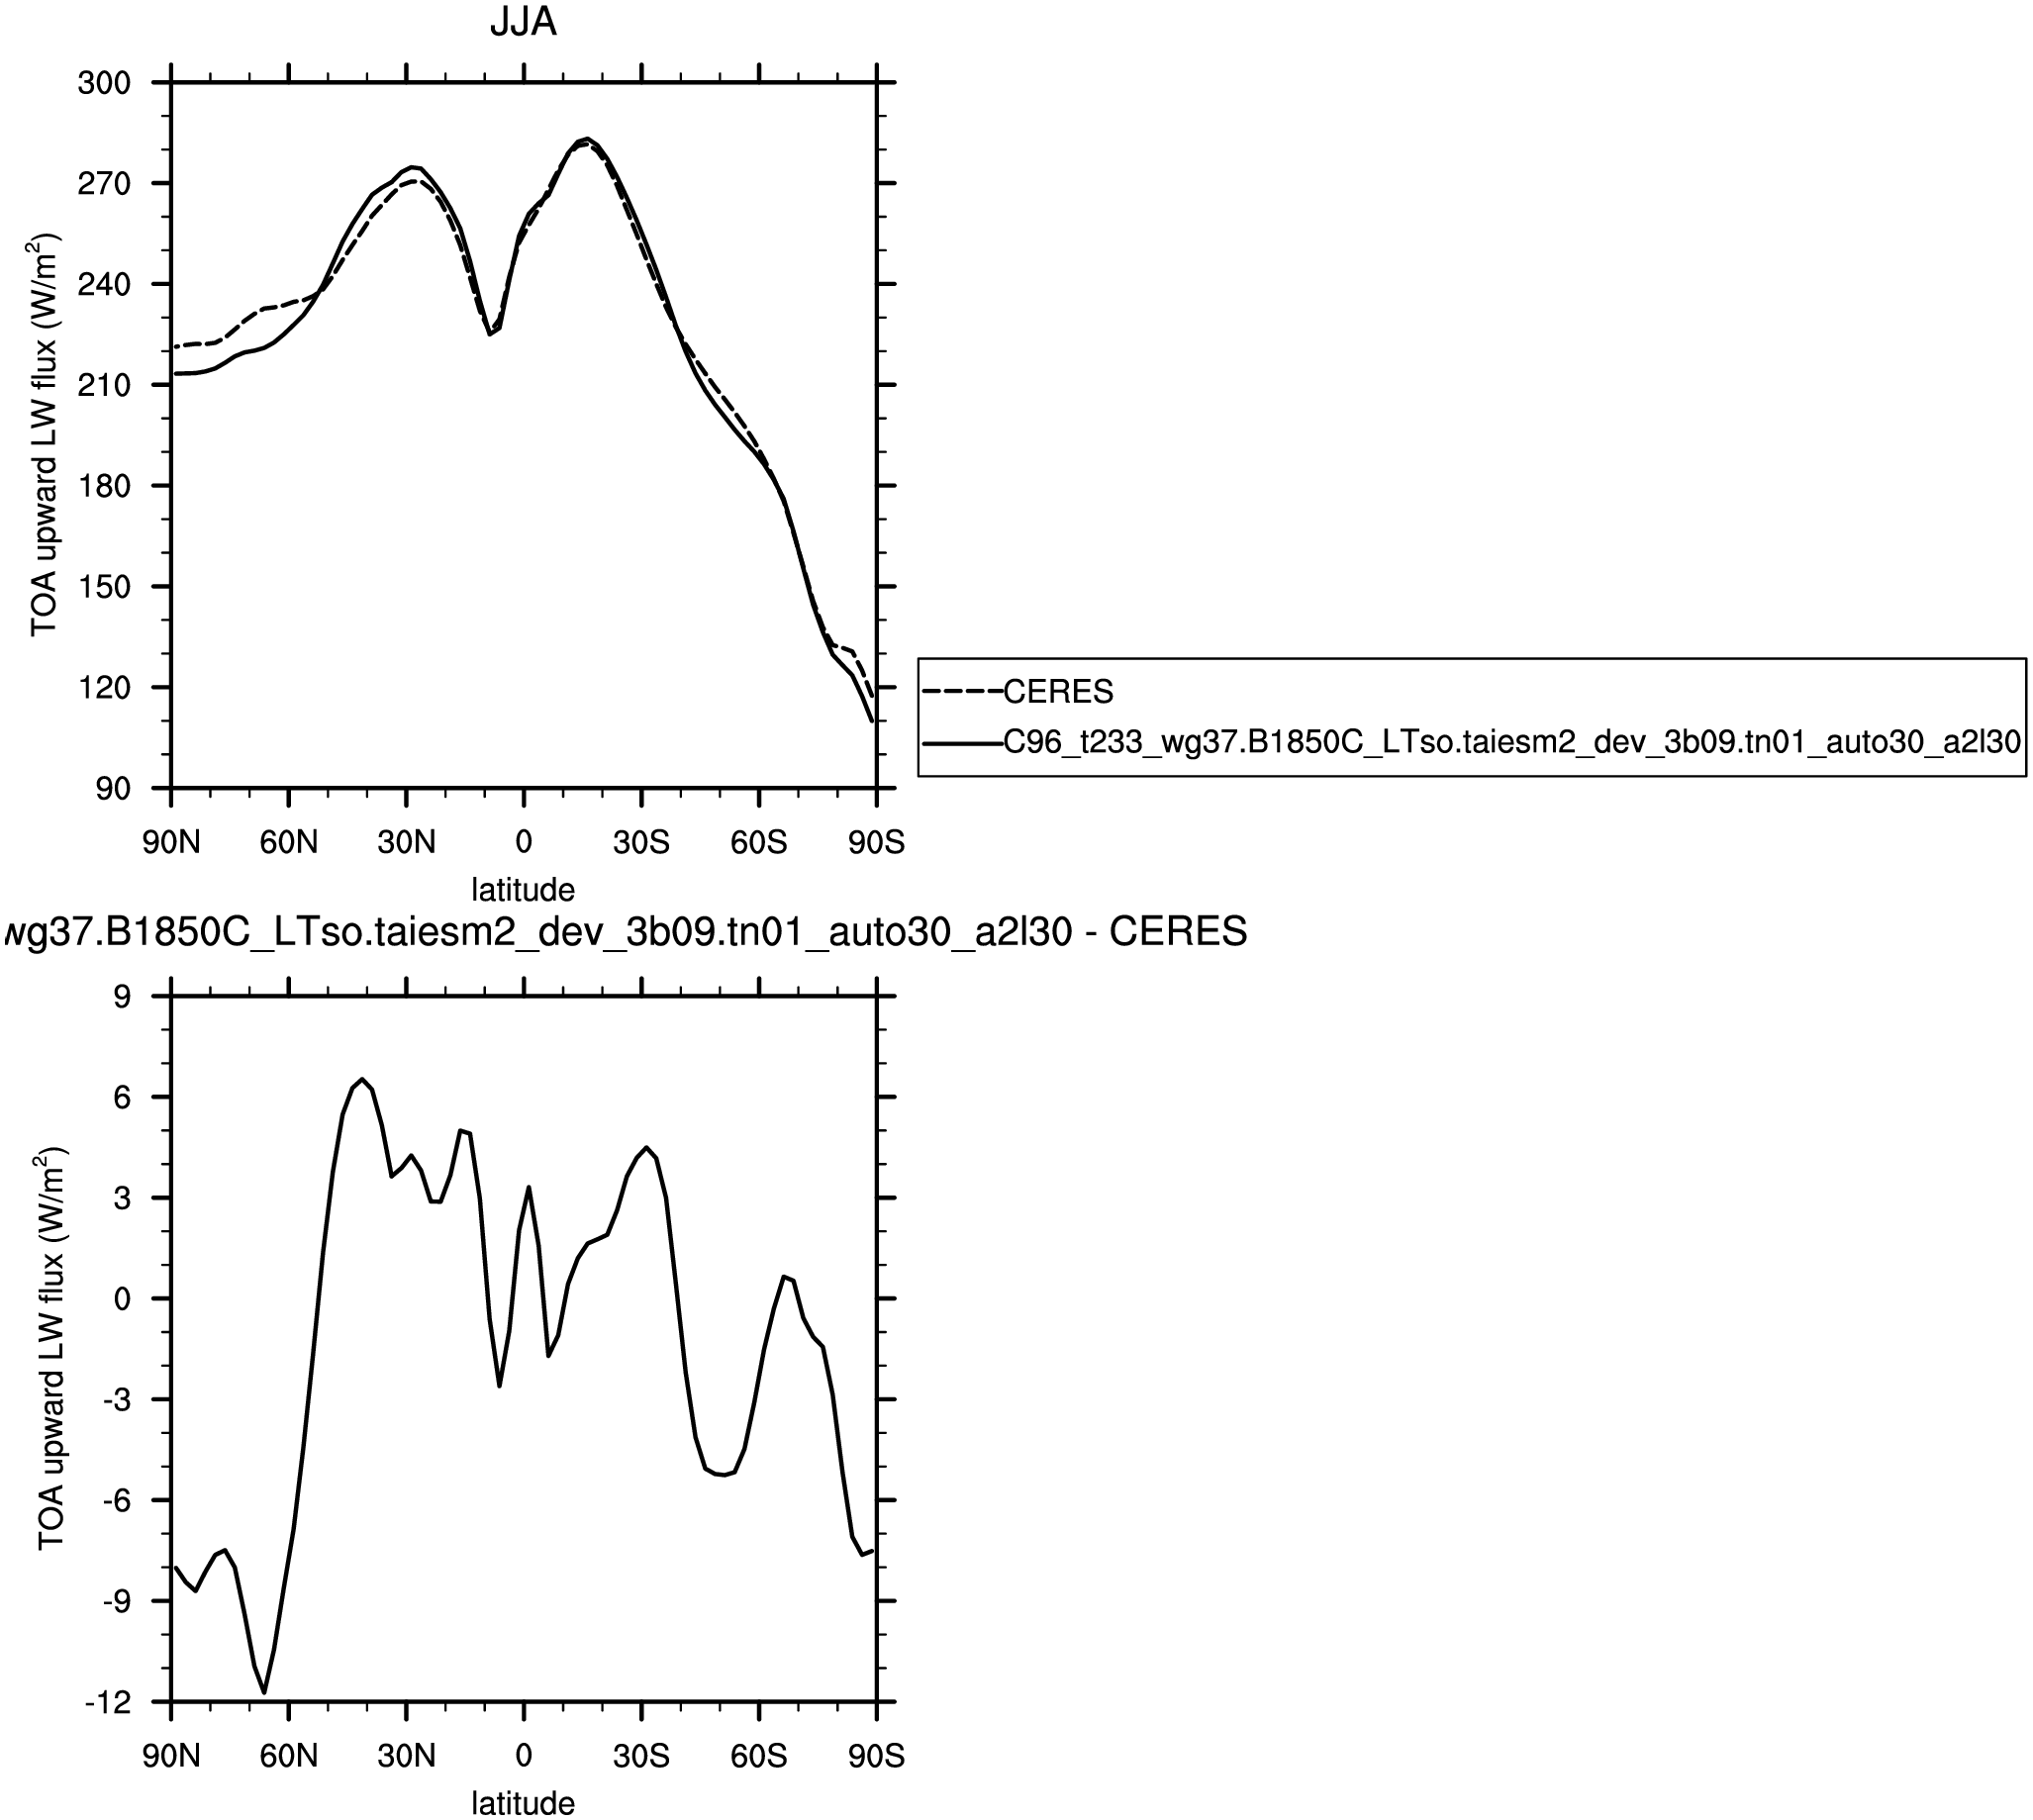 JJA
TOA upward LW flux (W/m²)
300
270
240
210
180
150
120
90
90N 60N 30N 0 30S 60S 90S
latitude
CERES
C96_t233_wg37.B1850C_LTso.taiesm2_dev_3b09.tn01_auto30_a2l30
wg37.B1850C_LTso.taiesm2_dev_3b09.tn01_auto30_a2l30 - CERES
TOA upward LW flux (W/m²)
9
6
3
0
-3
-6
-9
-12
90N 60N 30N 0 30S 60S 90S
latitude